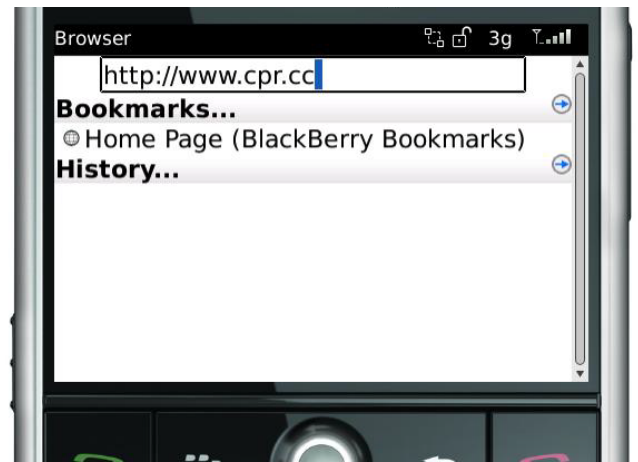 Browser 3g
http://www.cpr.cc
Bookmarks...
Home Page (BlackBerry Bookmarks)
History...